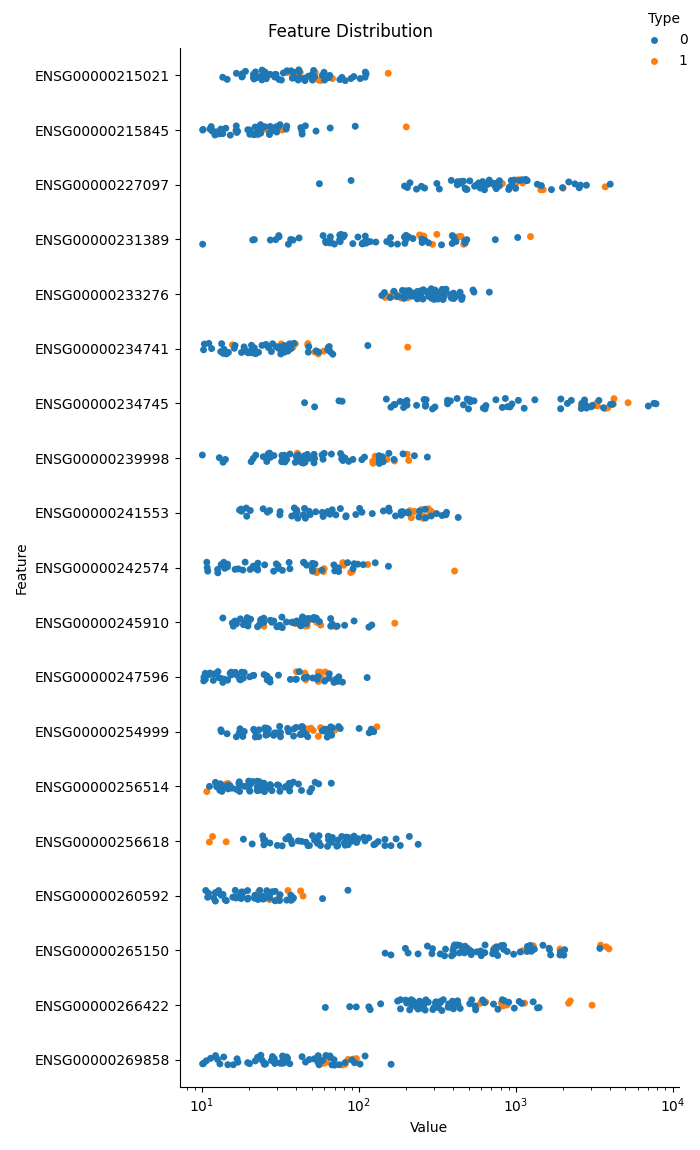 Feature Distribution
Type
0
1
ENSG00000215021
ENSG00000215845
ENSG00000227097
ENSG00000231389
ENSG00000233276
ENSG00000234741
ENSG00000234745
ENSG00000239998
ENSG00000241553
ENSG00000242574
ENSG00000245910
ENSG00000247596
ENSG00000254999
ENSG00000256514
ENSG00000256618
ENSG00000260592
ENSG00000265150
ENSG00000266422
ENSG00000269858
Feature
10¹ 10² 10³ 10⁴
Value